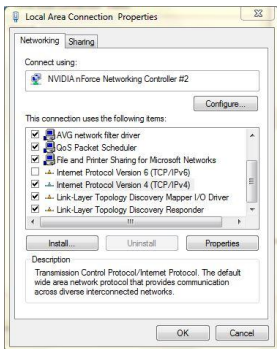 Local Area Connection Properties
Networking
Sharing
Connect using:
NVIDIA nForce Networking Controller #2
Configure...
This connection uses the following items:
AVG network filter driver
QoS Packet Scheduler
File and Printer Sharing for Microsoft Networks
Internet Protocol Version 6 (TCP/IPv6)
Internet Protocol Version 4 (TCP/IPv4)
Link-Layer Topology Discovery Mapper I/O Driver
Link-Layer Topology Discovery Responder
Install...
Uninstall
Properties
Description
Transmission Control Protocol/Internet Protocol. The default
wide area network protocol that provides communication
across diverse interconnected networks.
OK
Cancel